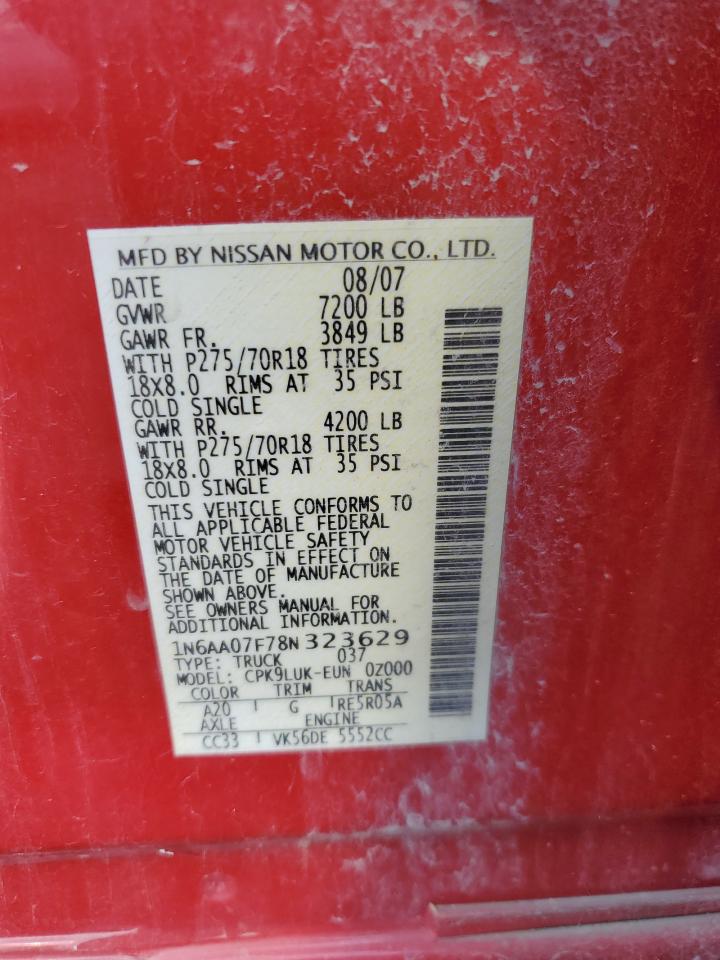 MFD BY NISSAN MOTOR CO., LTD.
DATE 08/07
GVWR 7200 LB
GAWR FR. 3849 LB
WITH P275/70R18 TIRES
18X8.0 RIMS AT 35 PSI
COLD SINGLE
GAWR RR. 4200 LB
WITH P275/70R18 TIRES
18X8.0 RIMS AT 35 PSI
COLD SINGLE
THIS VEHICLE CONFORMS TO
ALL APPLICABLE FEDERAL
MOTOR VEHICLE SAFETY
STANDARDS IN EFFECT ON
THE DATE OF MANUFACTURE
SHOWN ABOVE.
SEE OWNERS MANUAL FOR
ADDITIONAL INFORMATION.
1N6AA07F78N323629
TYPE: TRUCK 037
MODEL: CPK9LUK-EUN 0Z000
COLOR TRIM TRANS
A20 G RE5R05A
AXLE ENGINE
CC33 VK56DE 5552CC